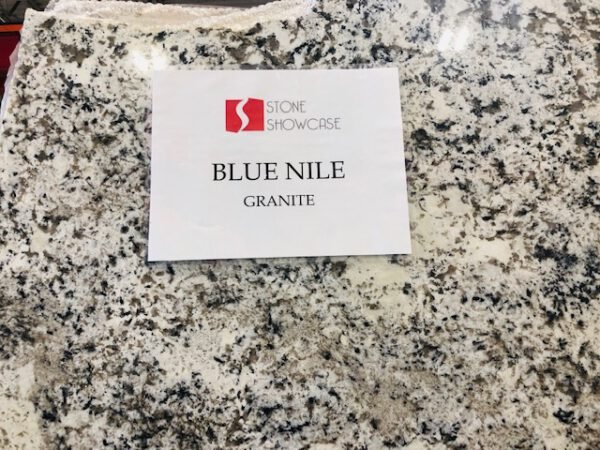 STONE
SHOWCASE
BLUE NILE
GRANITE